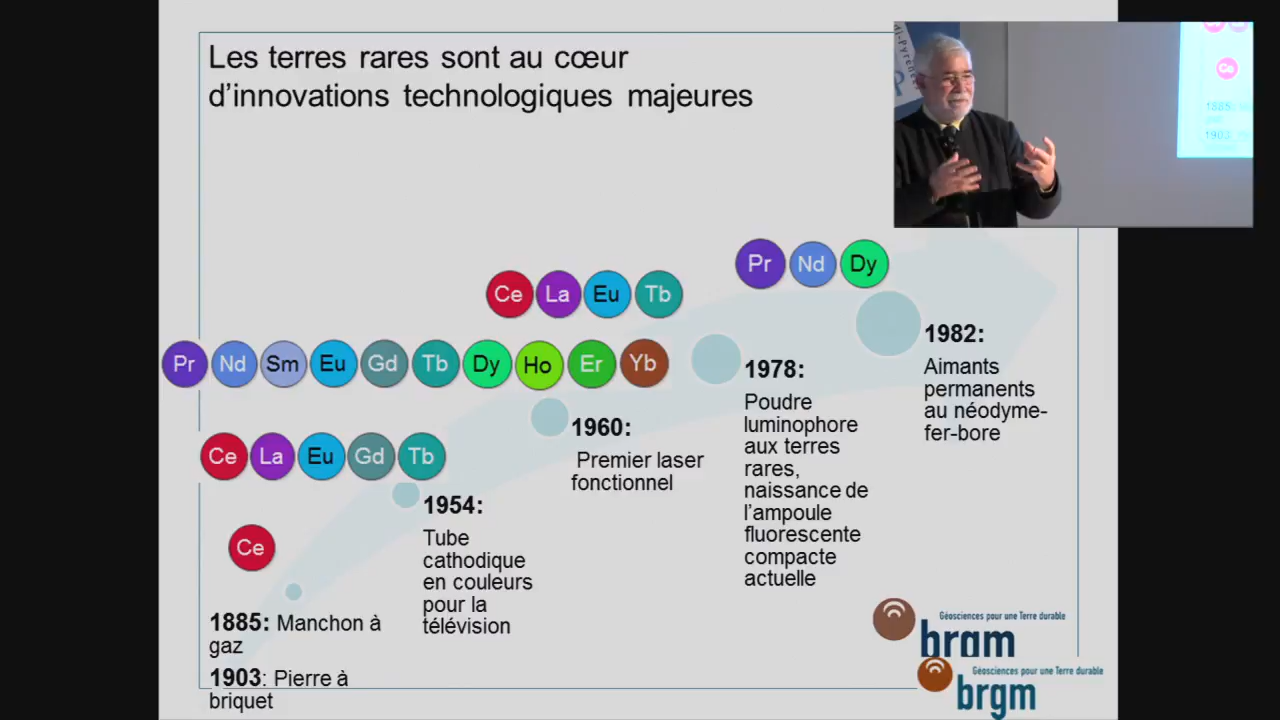 Les terres rares sont au cœur
d’innovations technologiques majeures
Pr Nd Dy
Ce La Eu Tb
Pr Nd Sm Eu Gd Tb Dy Ho Er Yb
Ce La Eu Gd Tb
Ce
1885: Manchon à
gaz
1903: Pierre à
briquet
1954:
Tube
cathodique
en couleurs
pour la
télévision
1960:
Premier laser
fonctionnel
1978:
Poudre
luminophore
aux terres
rares,
naissance de
l’ampoule
fluorescente
compacte
actuelle
1982:
Aimants
permanents
au néodyme-
fer-bore
Géosciences pour une Terre durable
brgm
Géosciences pour une Terre durable
brgm
Ce
1885:
1903: